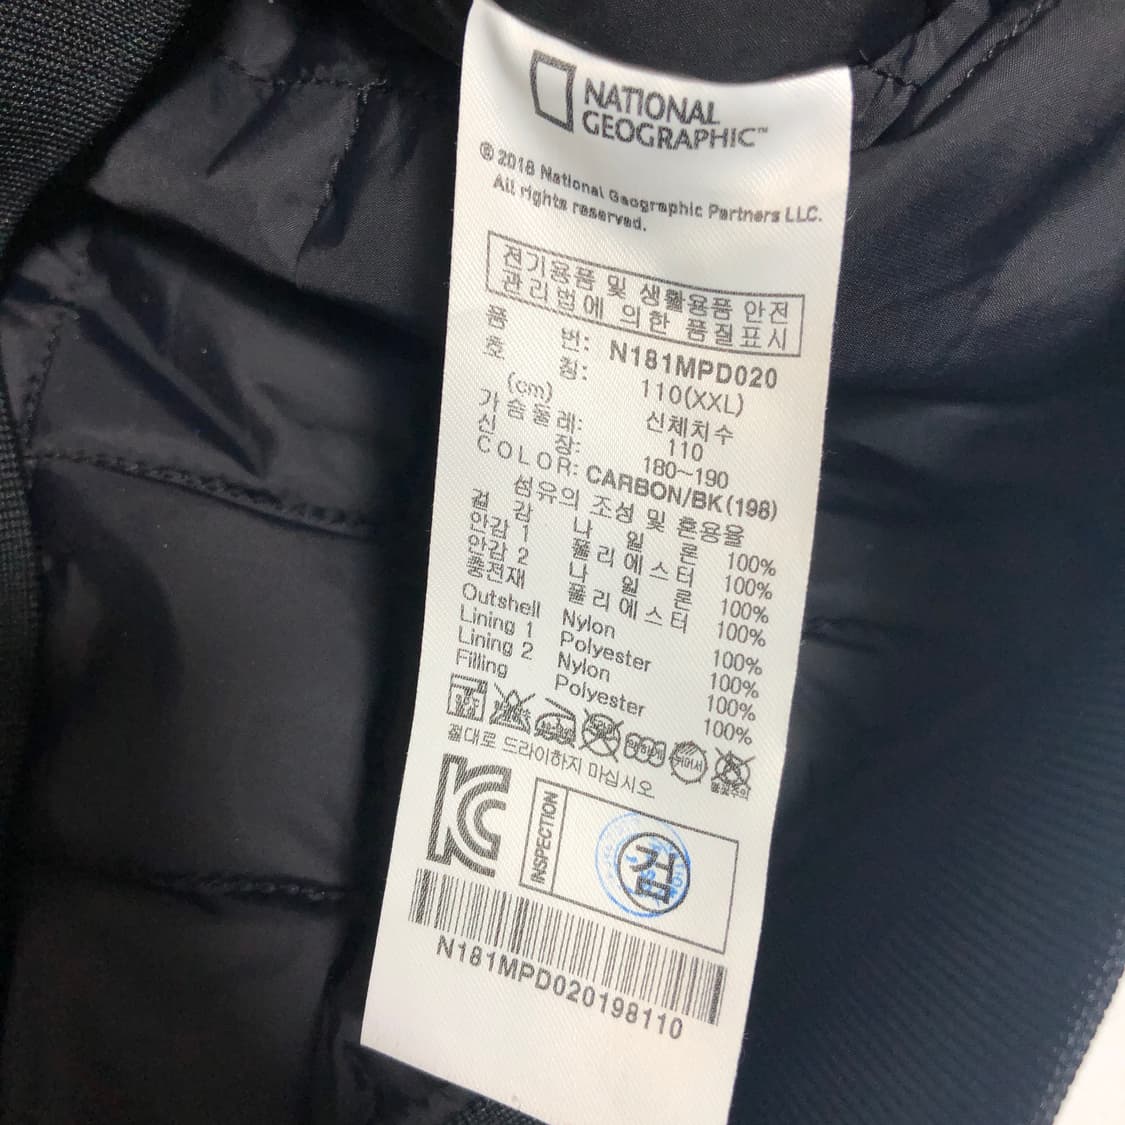 NATIONAL
GEOGRAPHIC™
© 2018 National Geographic Partners LLC.
All rights reserved.
전기용품 및 생활용품 안전
관리법에 의한 품질표시
품 번: N181MPD020
호 칭: 110(XXL)
(cm) 신체치수
가슴둘레: 110
신 장: 180~190
COLOR: CARBON/BK(198)
섬유의 조성 및 혼용율
겉 감 나 일 론 100%
안감 1 폴리에스터 100%
안감 2 나 일 론 100%
충전재 폴리에스터 100%
Outshell Nylon 100%
Lining 1 Polyester 100%
Lining 2 Nylon 100%
Filling Polyester 100%
절대로 드라이하지 마십시오
KC
INSPECTION
검
N181MPD020198110